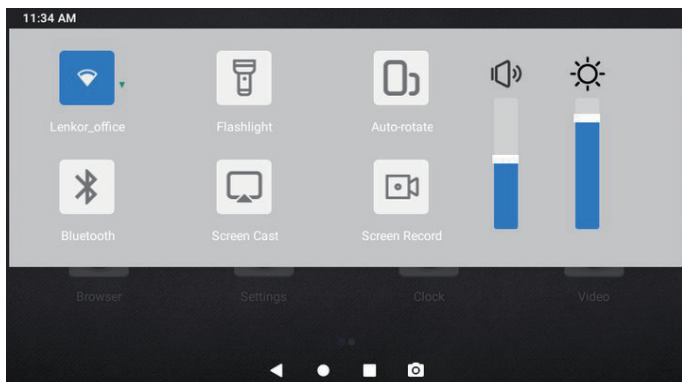 11:34 AM
Lenkor_office
Flashlight
Auto-rotate
Bluetooth
Screen Cast
Screen Record
Browser
Settings
Clock
Video